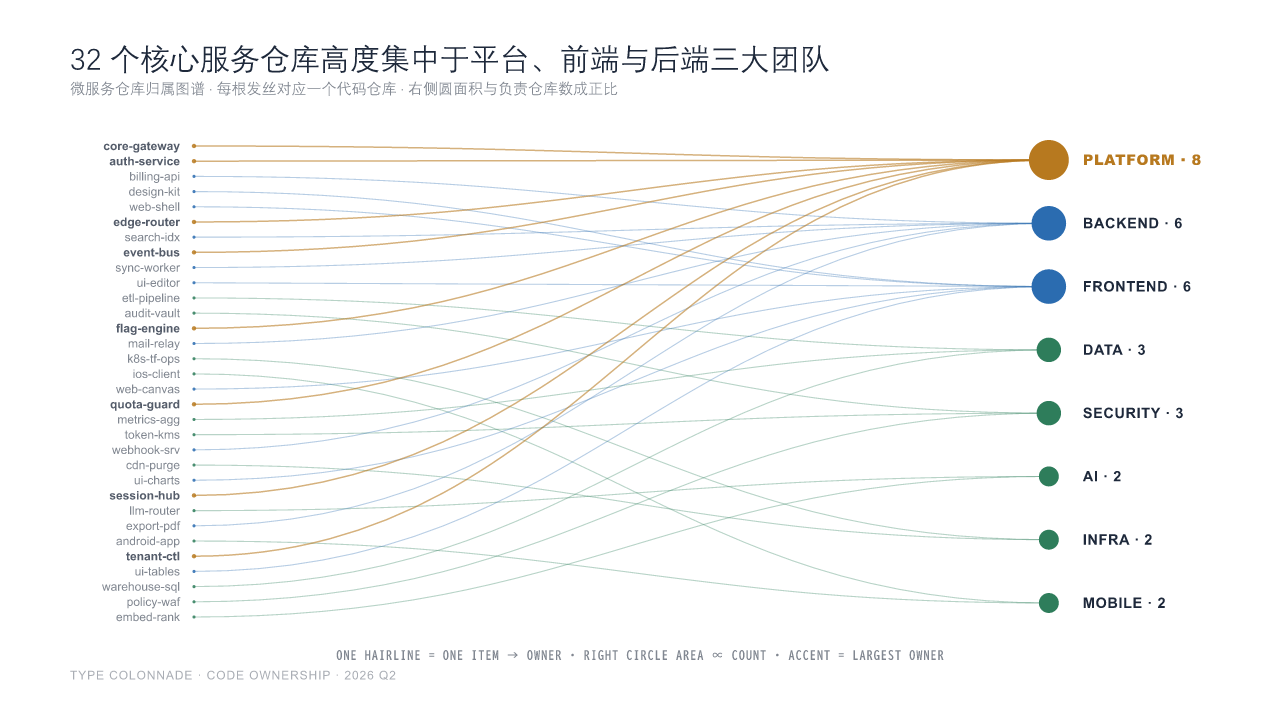 32 个核心服务仓库高度集中于平台、前端与后端三大团队
微服务仓库归属图谱 · 每根发丝对应一个代码仓库 · 右侧圆面积与负责仓库数成正比
core-gateway
auth-service
billing-api
design-kit
web-shell
edge-router
search-idx
event-bus
sync-worker
ui-editor
etl-pipeline
audit-vault
flag-engine
mail-relay
k8s-tf-ops
ios-client
web-canvas
quota-guard
metrics-agg
token-kms
webhook-srv
cdn-purge
ui-charts
session-hub
llm-router
export-pdf
android-app
tenant-ctl
ui-tables
warehouse-sql
policy-waf
embed-rank
PLATFORM · 8
BACKEND · 6
FRONTEND · 6
DATA · 3
SECURITY · 3
AI · 2
INFRA · 2
MOBILE · 2
ONE HAIRLINE = ONE ITEM → OWNER · RIGHT CIRCLE AREA ∝ COUNT · ACCENT = LARGEST OWNER
TYPE COLONNADE · CODE OWNERSHIP · 2026 Q2